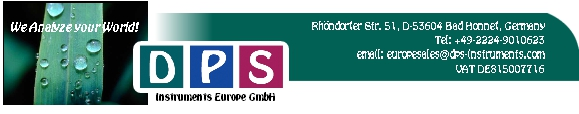 We Analyze your World!
Rhöndorfer Str. 51, D-53604 Bad Honnef, Germany
Tel: +49-2224-9010623
email: europesales@dps-instruments.com
VAT DE815007716
DPS
Instruments Europe GmbH